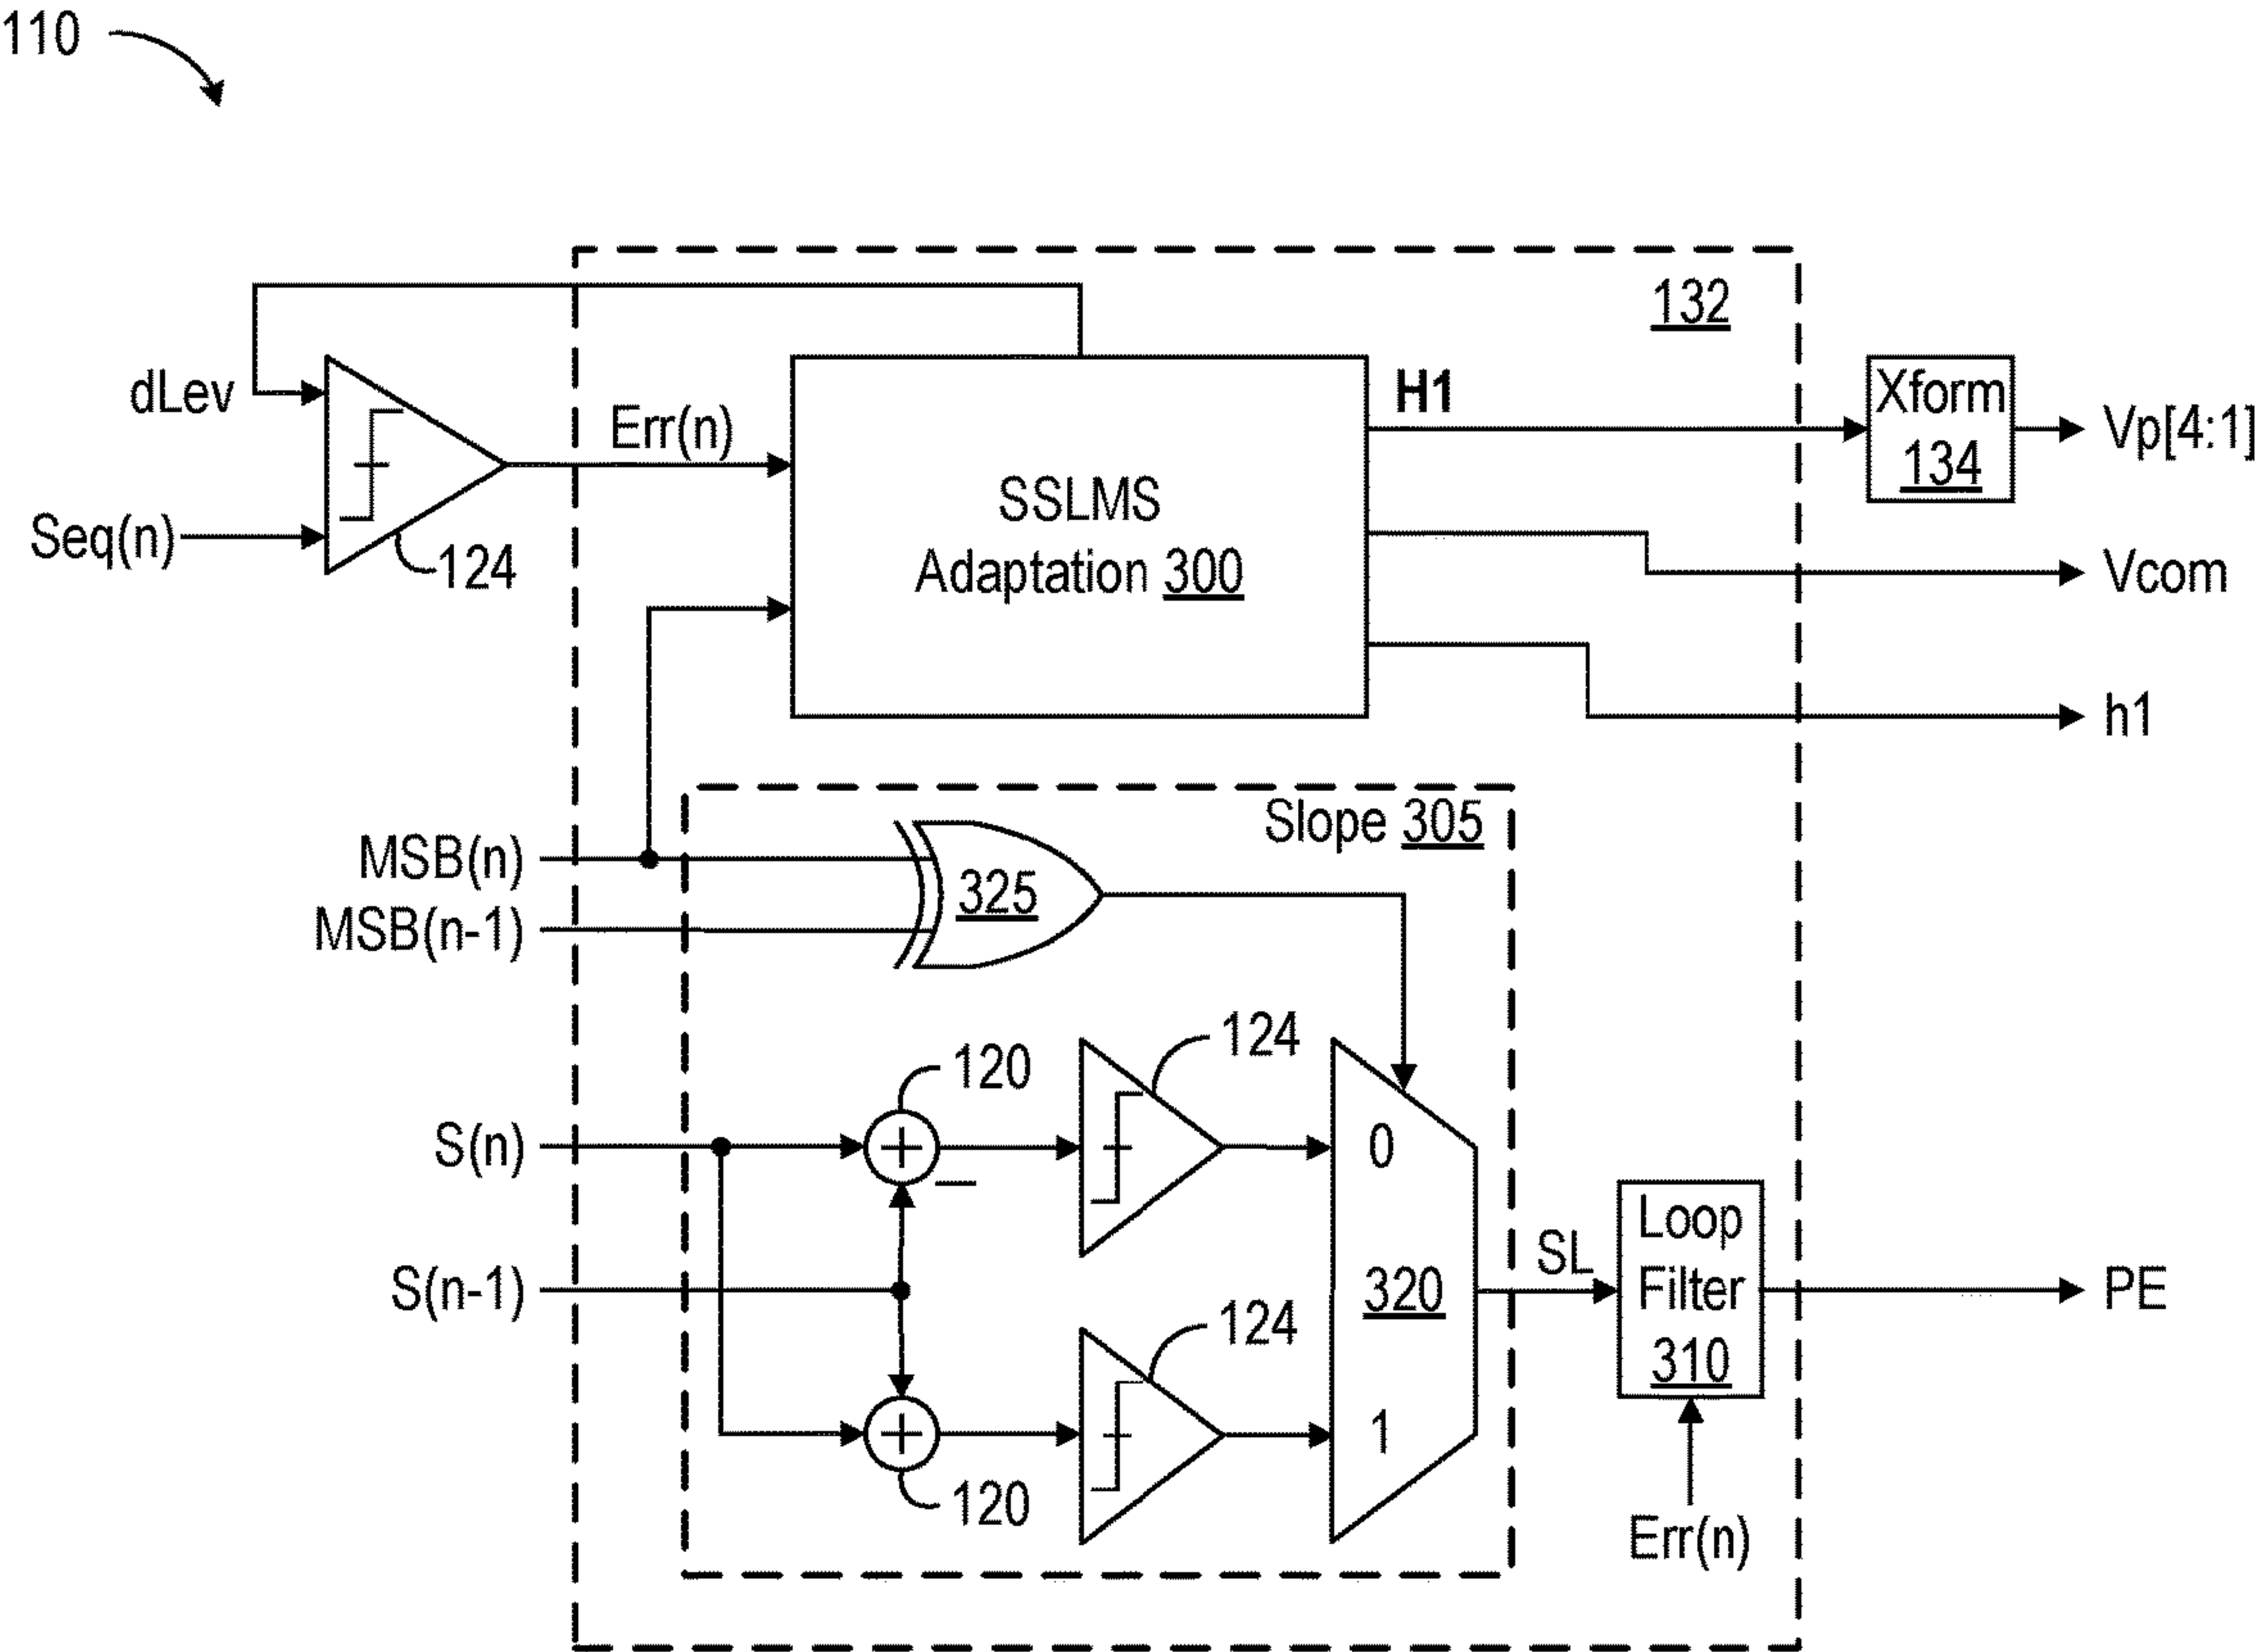 110
132
dLev
Seq(n)
124
Err(n)
SSLMS
Adaptation 300
H1
Xform
134
Vp[4:1]
Vcom
h1
MSB(n)
MSB(n-1)
325
Slope 305
S(n)
S(n-1)
120
124
0
320
1
120
124
SL
Loop
Filter
310
Err(n)
PE
+
−
+